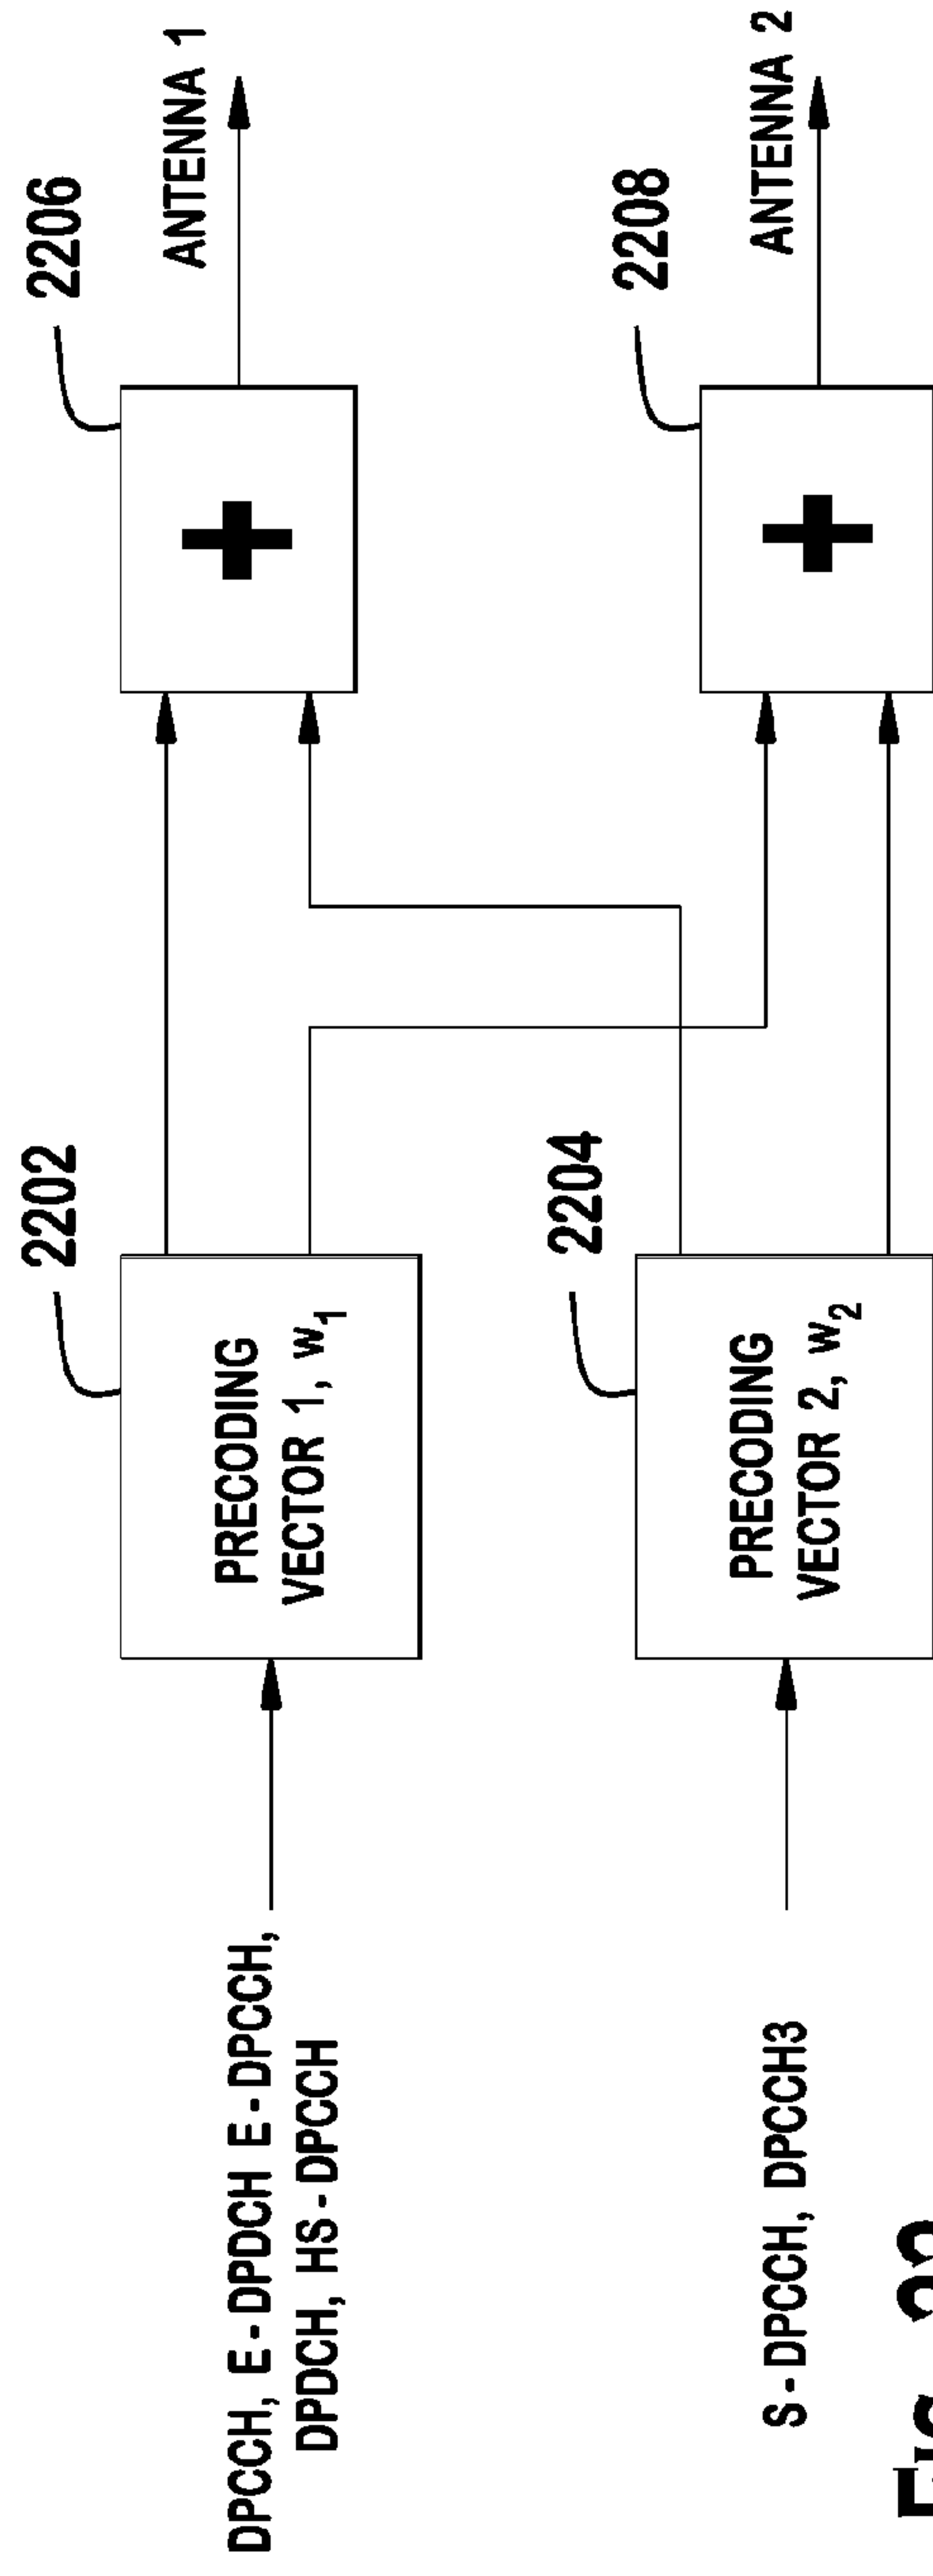 2202
2206
ANTENNA 1
DPCCH, E-DPDCH E-DPCCH,
DPDCH, HS-DPCCH
PRECODING
VECTOR 1, w1
+
2204
2208
ANTENNA 2
S-DPCCH, DPCCH3
PRECODING
VECTOR 2, w2
+